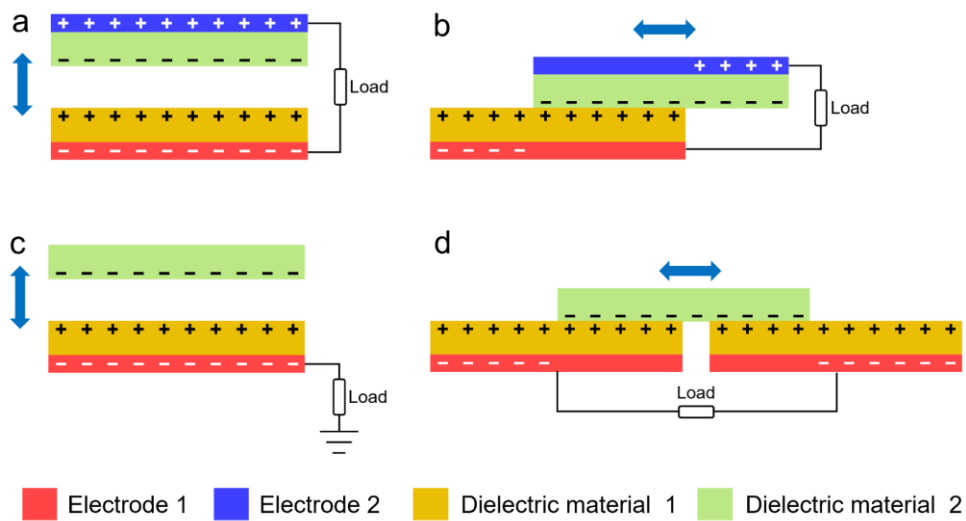 a
Load
b
Load
c
Load
d
Load
Electrode 1 Electrode 2 Dielectric material 1 Dielectric material 2